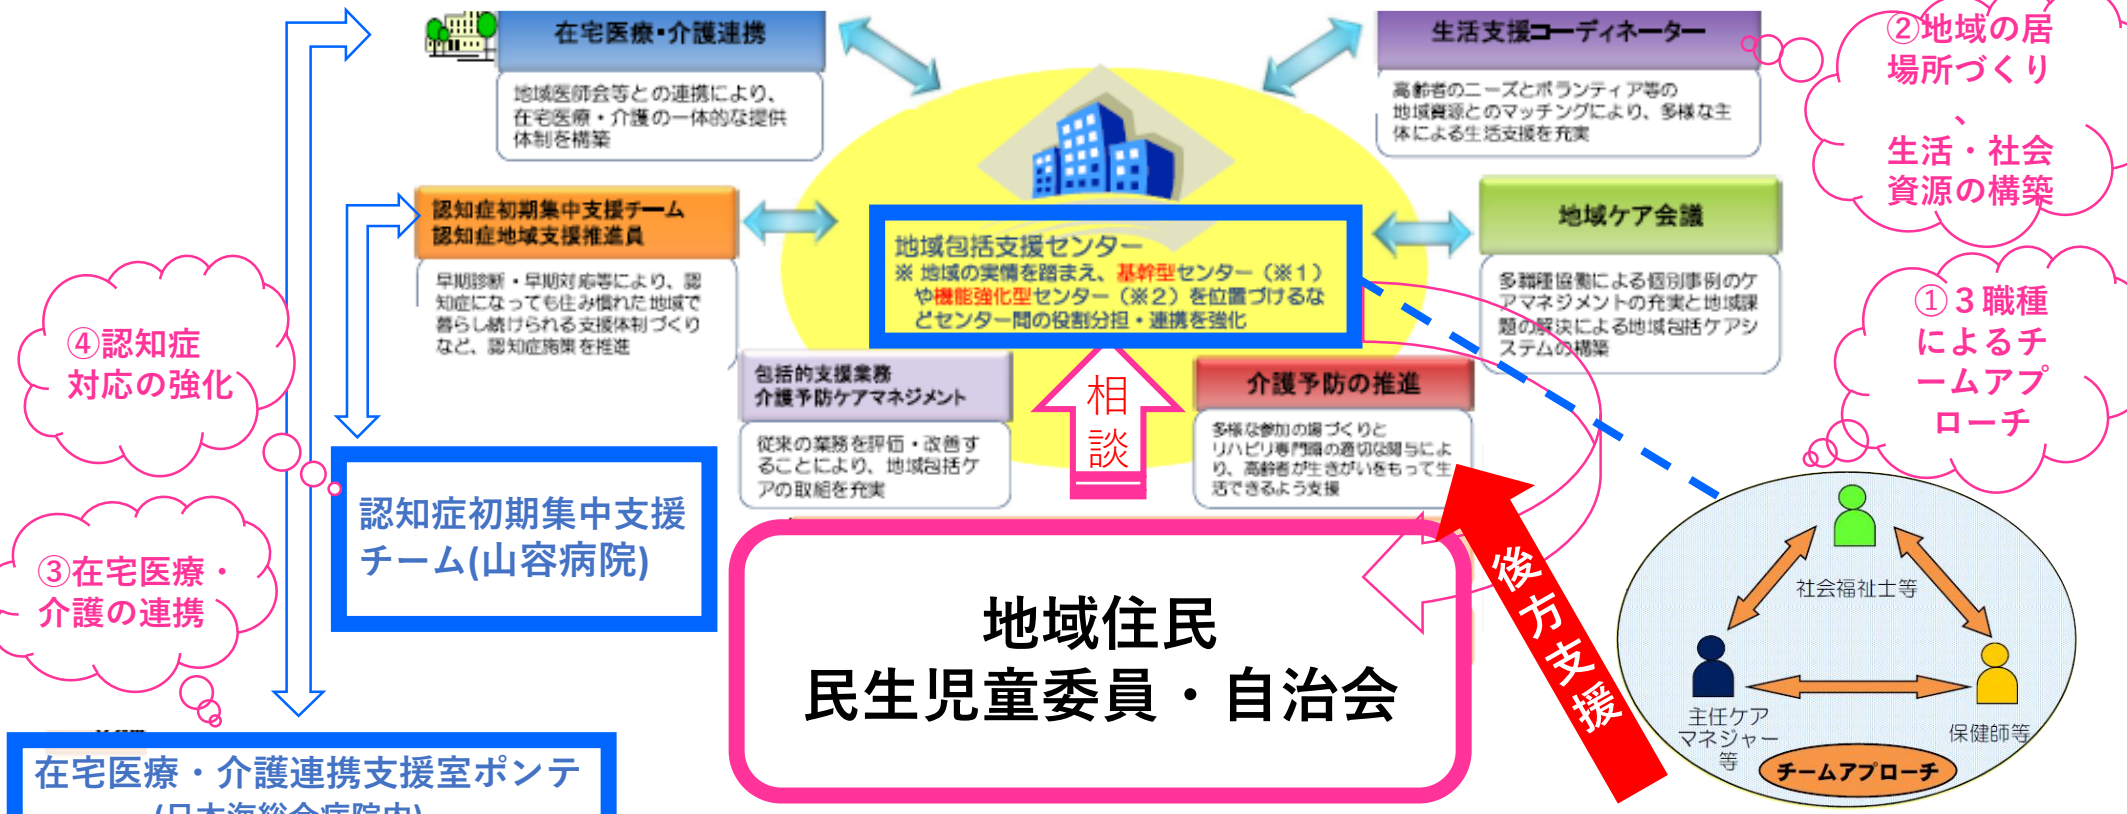 在宅医療・介護連携
地域医師会等との連携により、
在宅医療・介護の一体的な提供
体制を構築
生活支援コーディネーター
高齢者のニーズとボランティア等の
地域資源とのマッチングにより、多様な主
体による生活支援を充実
②地域の居
場所づくり
、
生活・社会
資源の構築
認知症初期集中支援チーム
認知症地域支援推進員
早期診断・早期対応等により、認
知症になっても住み慣れた地域で
暮らし続けられる支援体制づくり
など、認知症施策を推進
地域包括支援センター
※ 地域の実情を踏まえ、基幹型センター（※１）
や機能強化型センター（※２）を位置づけるな
どセンター間の役割分担・連携を強化
地域ケア会議
多職種協働による個別事例のケ
アマネジメントの充実と地域課
題の解決による地域包括ケアシ
ステムの構築
①３職種
によるチ
ームアプ
ローチ
④認知症
対応の強化
包括的支援業務
介護予防ケアマネジメント
従来の業務を評価・改善す
ることにより、地域包括ケ
アの取組を充実
相
談
介護予防の推進
多様な参加の場づくりと
リハビリ専門職の適切な関与によ
り、高齢者が生きがいをもって生
活できるよう支援
認知症初期集中支援
チーム(山容病院)
③在宅医療・
介護の連携
地域住民
民生児童委員・自治会
後方支援
社会福祉士等
主任ケア
マネジャー
等
保健師等
チームアプローチ
在宅医療・介護連携支援室ポンテ
(日本海総合病院内)